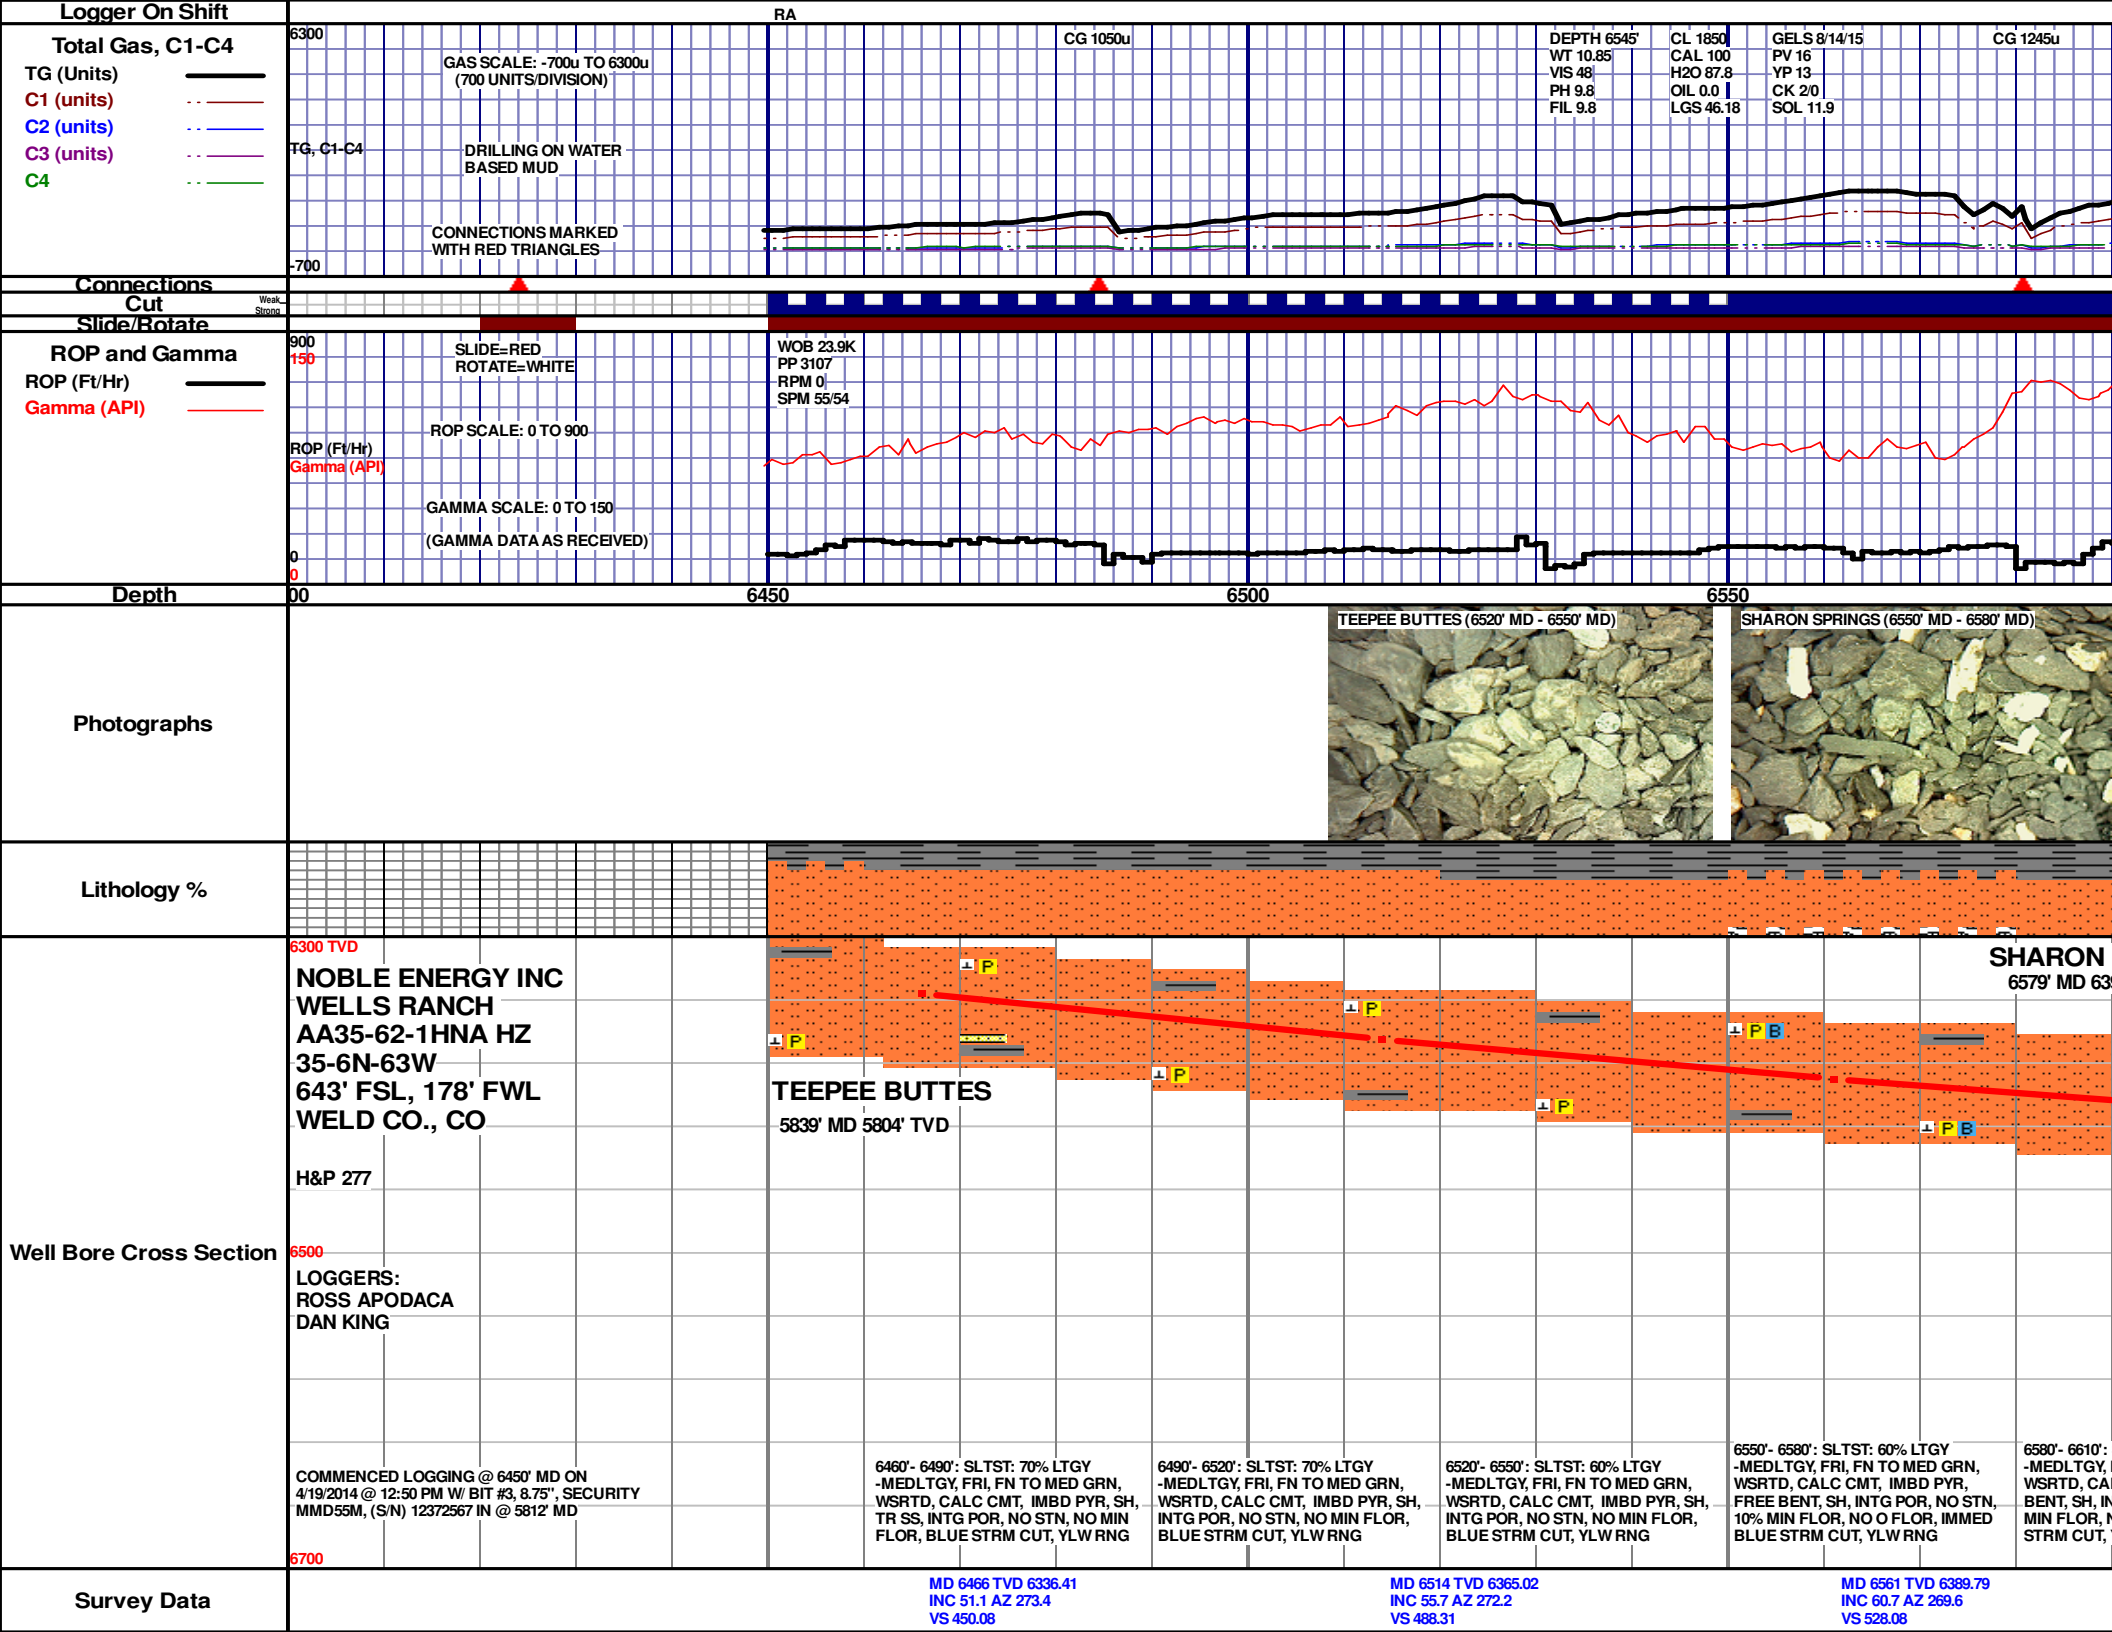 Logger On Shift
RA
Total Gas, C1-C4
TG (Units)
C1 (units)
C2 (units)
C3 (units)
C4
6300
GAS SCALE: -700u TO 6300u
(700 UNITS/DIVISION)
TG, C1-C4
DRILLING ON WATER
BASED MUD
CONNECTIONS MARKED
WITH RED TRIANGLES
-700
CG 1050u
DEPTH 6545'
WT 10.85
VIS 48
PH 9.8
FIL 9.8
CL 1850
CAL 100
H2O 87.8
OIL 0.0
LGS 46.18
GELS 8/14/15
PV 16
YP 13
CK 2/0
SOL 11.9
CG 1245u
Connections
Cut
Weak
Strong
Slide/Rotate
ROP and Gamma
ROP (Ft/Hr)
Gamma (API)
900
150
SLIDE=RED
ROTATE=WHITE
ROP SCALE: 0 TO 900
ROP (Ft/Hr)
Gamma (API)
GAMMA SCALE: 0 TO 150
(GAMMA DATA AS RECEIVED)
0
0
WOB 23.9K
PP 3107
RPM 0
SPM 55/54
Depth
00
6450
6500
6550
Photographs
TEEPEE BUTTES (6520' MD - 6550' MD)
SHARON SPRINGS (6550' MD - 6580' MD)
Lithology %
Well Bore Cross Section
6300 TVD
NOBLE ENERGY INC
WELLS RANCH
AA35-62-1HNA HZ
35-6N-63W
643' FSL, 178' FWL
WELD CO., CO
H&P 277
6500
LOGGERS:
ROSS APODACA
DAN KING
COMMENCED LOGGING @ 6450' MD ON
4/19/2014 @ 12:50 PM W/ BIT #3, 8.75", SECURITY
MMD55M, (S/N) 12372567 IN @ 5812' MD
6700
P
P
P
P
P
P B
P B
TEEPEE BUTTES
5839' MD 5804' TVD
SHARON
6579' MD 639
6460'- 6490': SLTST: 70% LTGY
-MEDLTGY, FRI, FN TO MED GRN,
WSRTD, CALC CMT, IMBD PYR, SH,
TR SS, INTG POR, NO STN, NO MIN
FLOR, BLUE STRM CUT, YLW RNG
6490'- 6520': SLTST: 70% LTGY
-MEDLTGY, FRI, FN TO MED GRN,
WSRTD, CALC CMT, IMBD PYR, SH,
INTG POR, NO STN, NO MIN FLOR,
BLUE STRM CUT, YLW RNG
6520'- 6550': SLTST: 60% LTGY
-MEDLTGY, FRI, FN TO MED GRN,
WSRTD, CALC CMT, IMBD PYR, SH,
INTG POR, NO STN, NO MIN FLOR,
BLUE STRM CUT, YLW RNG
6550'- 6580': SLTST: 60% LTGY
-MEDLTGY, FRI, FN TO MED GRN,
WSRTD, CALC CMT, IMBD PYR,
FREE BENT, SH, INTG POR, NO STN,
10% MIN FLOR, NO O FLOR, IMMED
BLUE STRM CUT, YLW RNG
6580'- 6610':
-MEDLTGY,
WSRTD, CA
BENT, SH, IN
MIN FLOR, N
STRM CUT,
Survey Data
MD 6466 TVD 6336.41
INC 51.1 AZ 273.4
VS 450.08
MD 6514 TVD 6365.02
INC 55.7 AZ 272.2
VS 488.31
MD 6561 TVD 6389.79
INC 60.7 AZ 269.6
VS 528.08